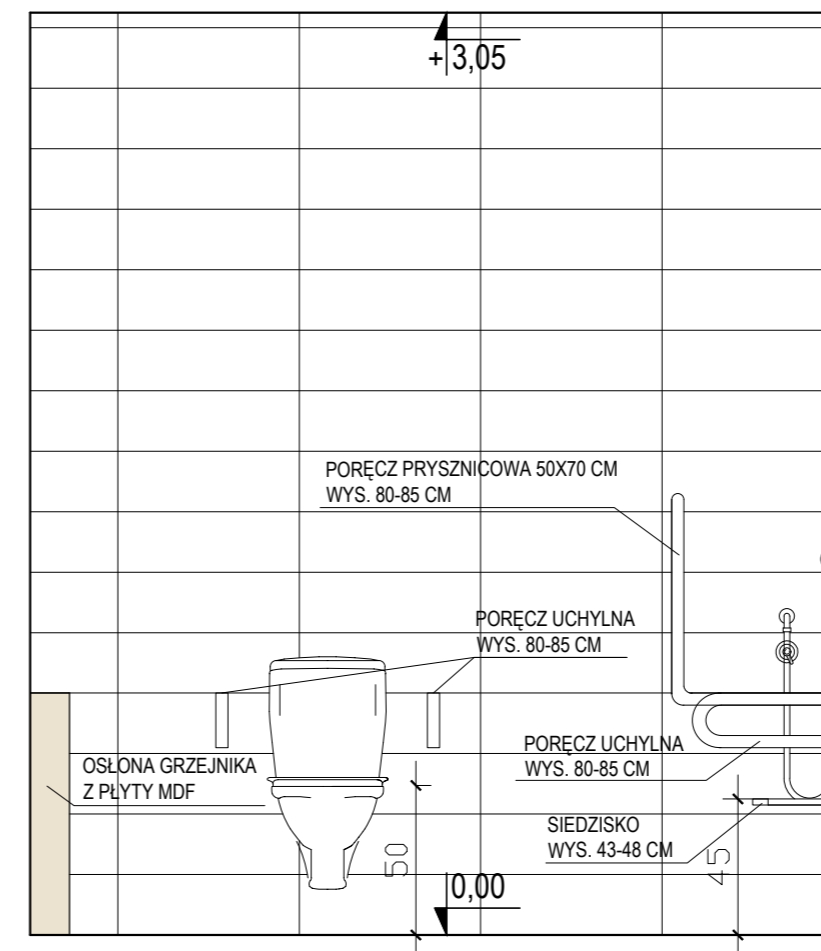 +3,05
PORĘCZ PRYSZNICOWA 50X70 CM
WYS. 80-85 CM
PORĘCZ UCHYLNA
WYS. 80-85 CM
PORĘCZ UCHYLNA
WYS. 80-85 CM
OSŁONA GRZEJNIKA
Z PŁYTY MDF
SIEDZISKO
WYS. 43-48 CM
50
45
0,00